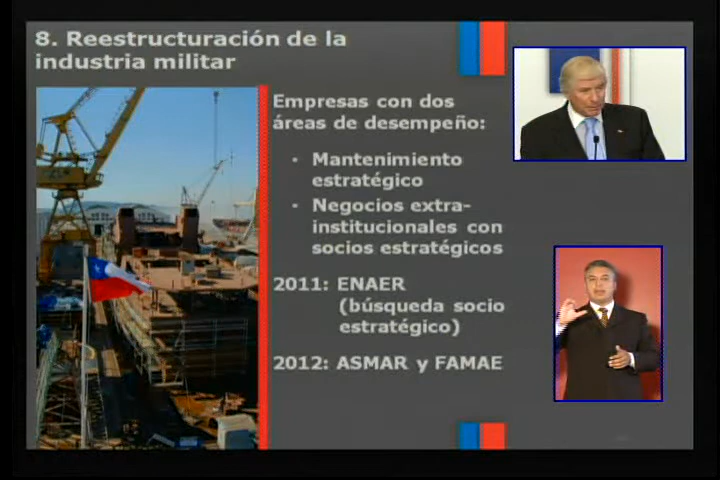 8. Reestructuración de la
industria militar
Empresas con dos
áreas de desempeño:
• Mantenimiento
estratégico
• Negocios extra-
institucionales con
socios estratégicos
2011: ENAER
(búsqueda socio
estratégico)
2012: ASMAR y FAMAE